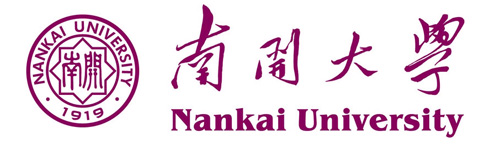 NANKAI UNIVERSITY
南開
· 1919 ·
南開大學
Nankai University